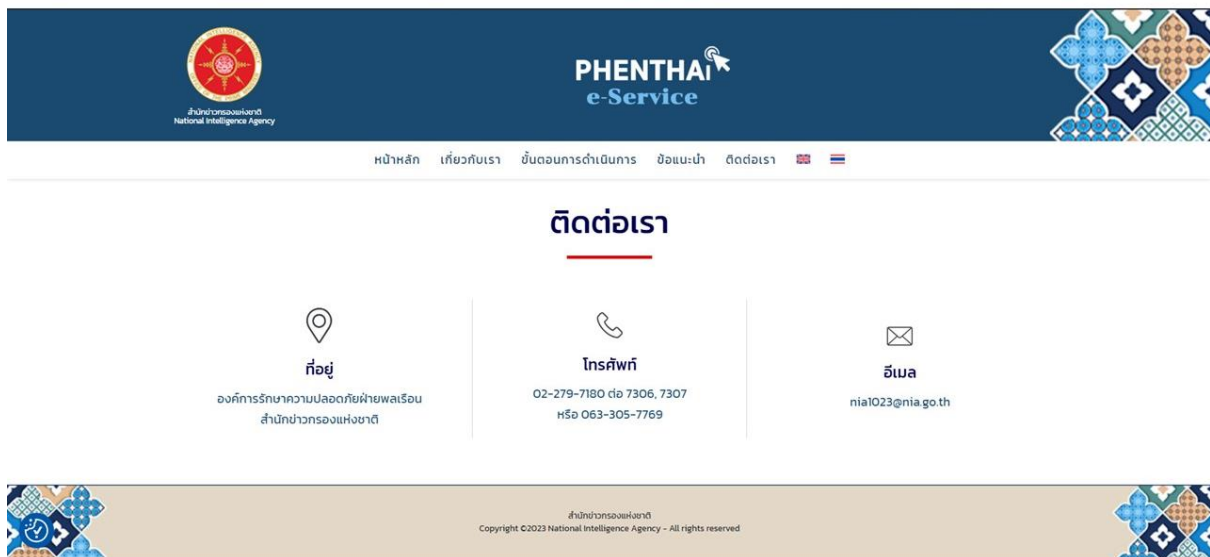 สำนักข่าวกรองแห่งชาติ
National Intelligence Agency
PHENTHAI
e-Service
หน้าหลัก เกี่ยวกับเรา ขั้นตอนการดำเนินการ ข้อแนะนำ ติดต่อเรา
ติดต่อเรา
ที่อยู่
องค์การรักษาความปลอดภัยฝ่ายพลเรือน
สำนักข่าวกรองแห่งชาติ
โทรศัพท์
02-279-7180 ต่อ 7306, 7307
หรือ 063-305-7769
อีเมล
nia1023@nia.go.th
สำนักข่าวกรองแห่งชาติ
Copyright ©2023 National Intelligence Agency - All rights reserved